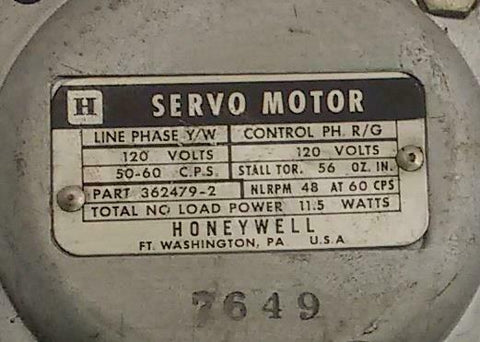 H SERVO MOTOR
LINE PHASE Y/W CONTROL PH. R/G
120 VOLTS 120 VOLTS
50-60 C.P.S. STALL TOR. 56 OZ. IN.
PART 362479-2 NLRPM 48 AT 60 CPS
TOTAL NO LOAD POWER 11.5 WATTS
HONEYWELL
FT. WASHINGTON, PA U.S.A
7649